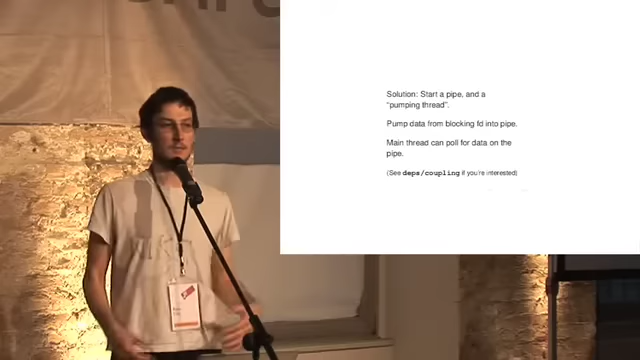 Solution: Start a pipe, and a
"pumping thread".
Pump data from blocking fd into pipe.
Main thread can poll for data on the
pipe.
(See deps/coupling if you're interested)